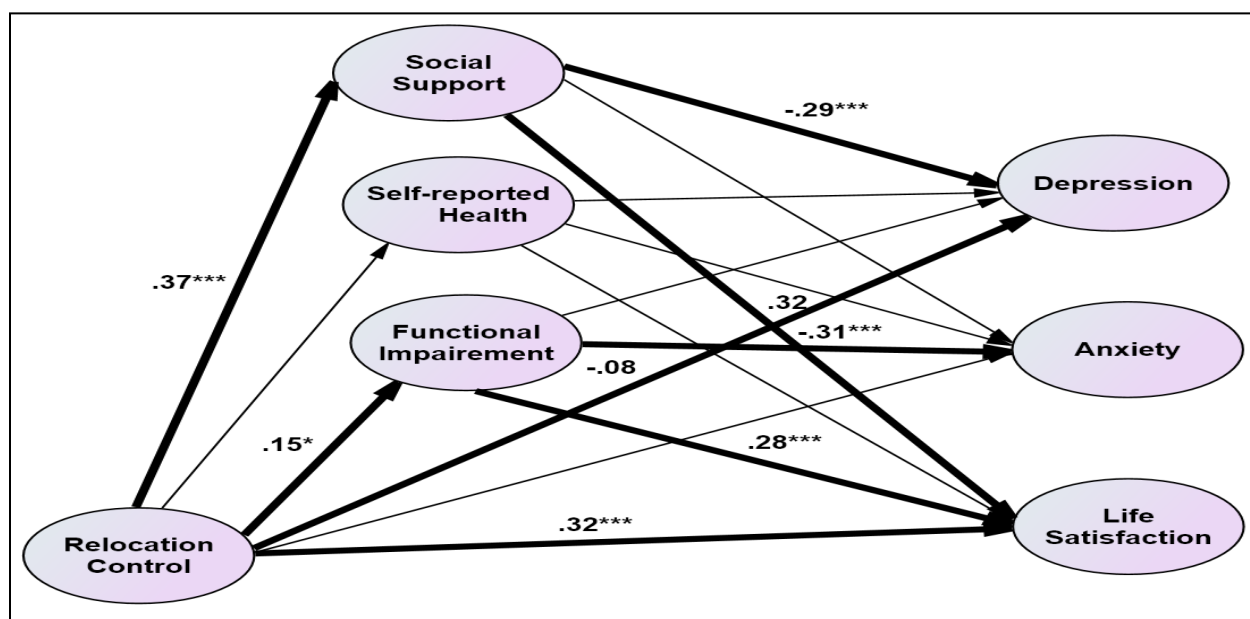 Social
Support
-.29***
Depression
Self-reported
Health
.37***
.32
Functional
Impairement
-.31***
Anxiety
-.08
.15*
.28***
.32***
Life
Satisfaction
Relocation
Control